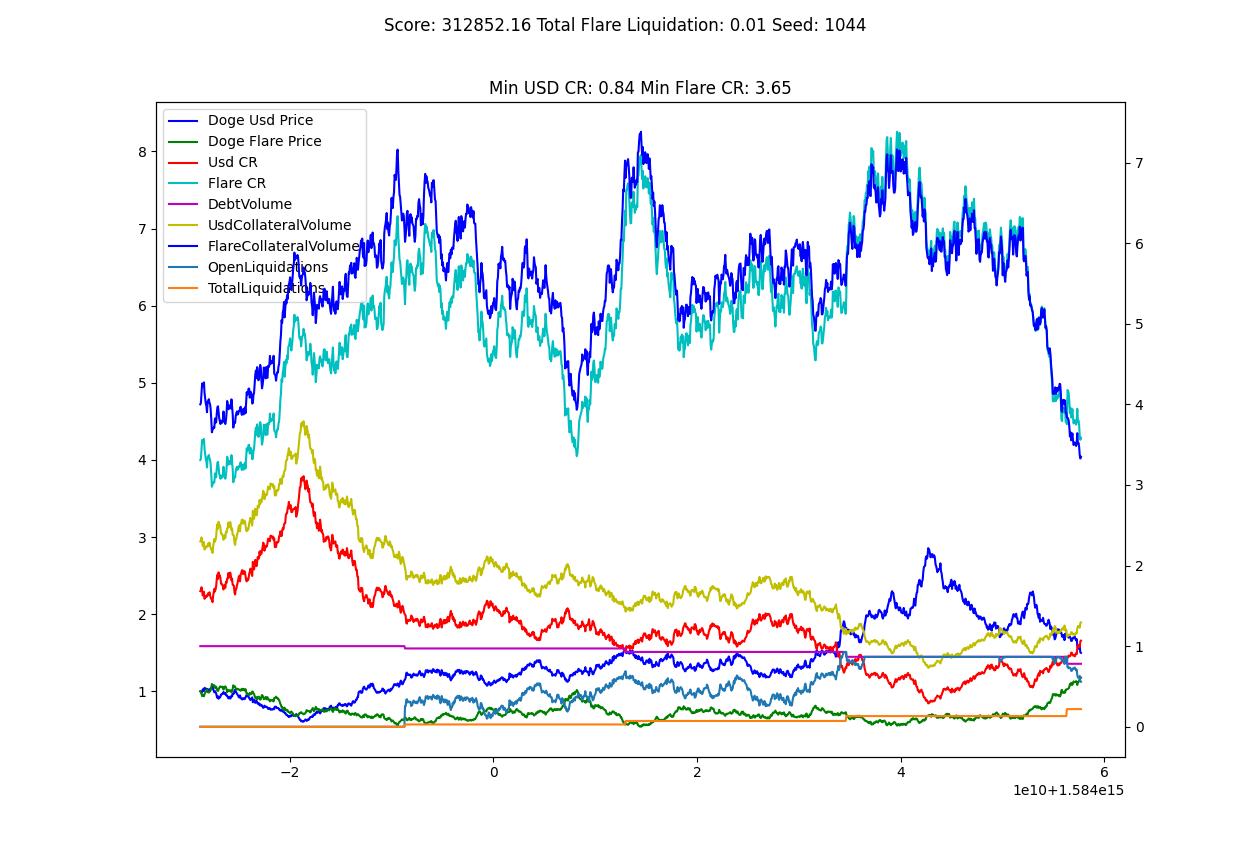 Score: 312852.16 Total Flare Liquidation: 0.01 Seed: 1044
Min USD CR: 0.84 Min Flare CR: 3.65
Doge Usd Price
Doge Flare Price
Usd CR
Flare CR
DebtVolume
UsdCollateralVolume
FlareCollateralVolume
OpenLiquidations
TotalLiquidations
8
7
6
5
4
3
2
1
7
6
5
4
3
2
1
0
−2 0 2 4 6
1e10+1.584e15